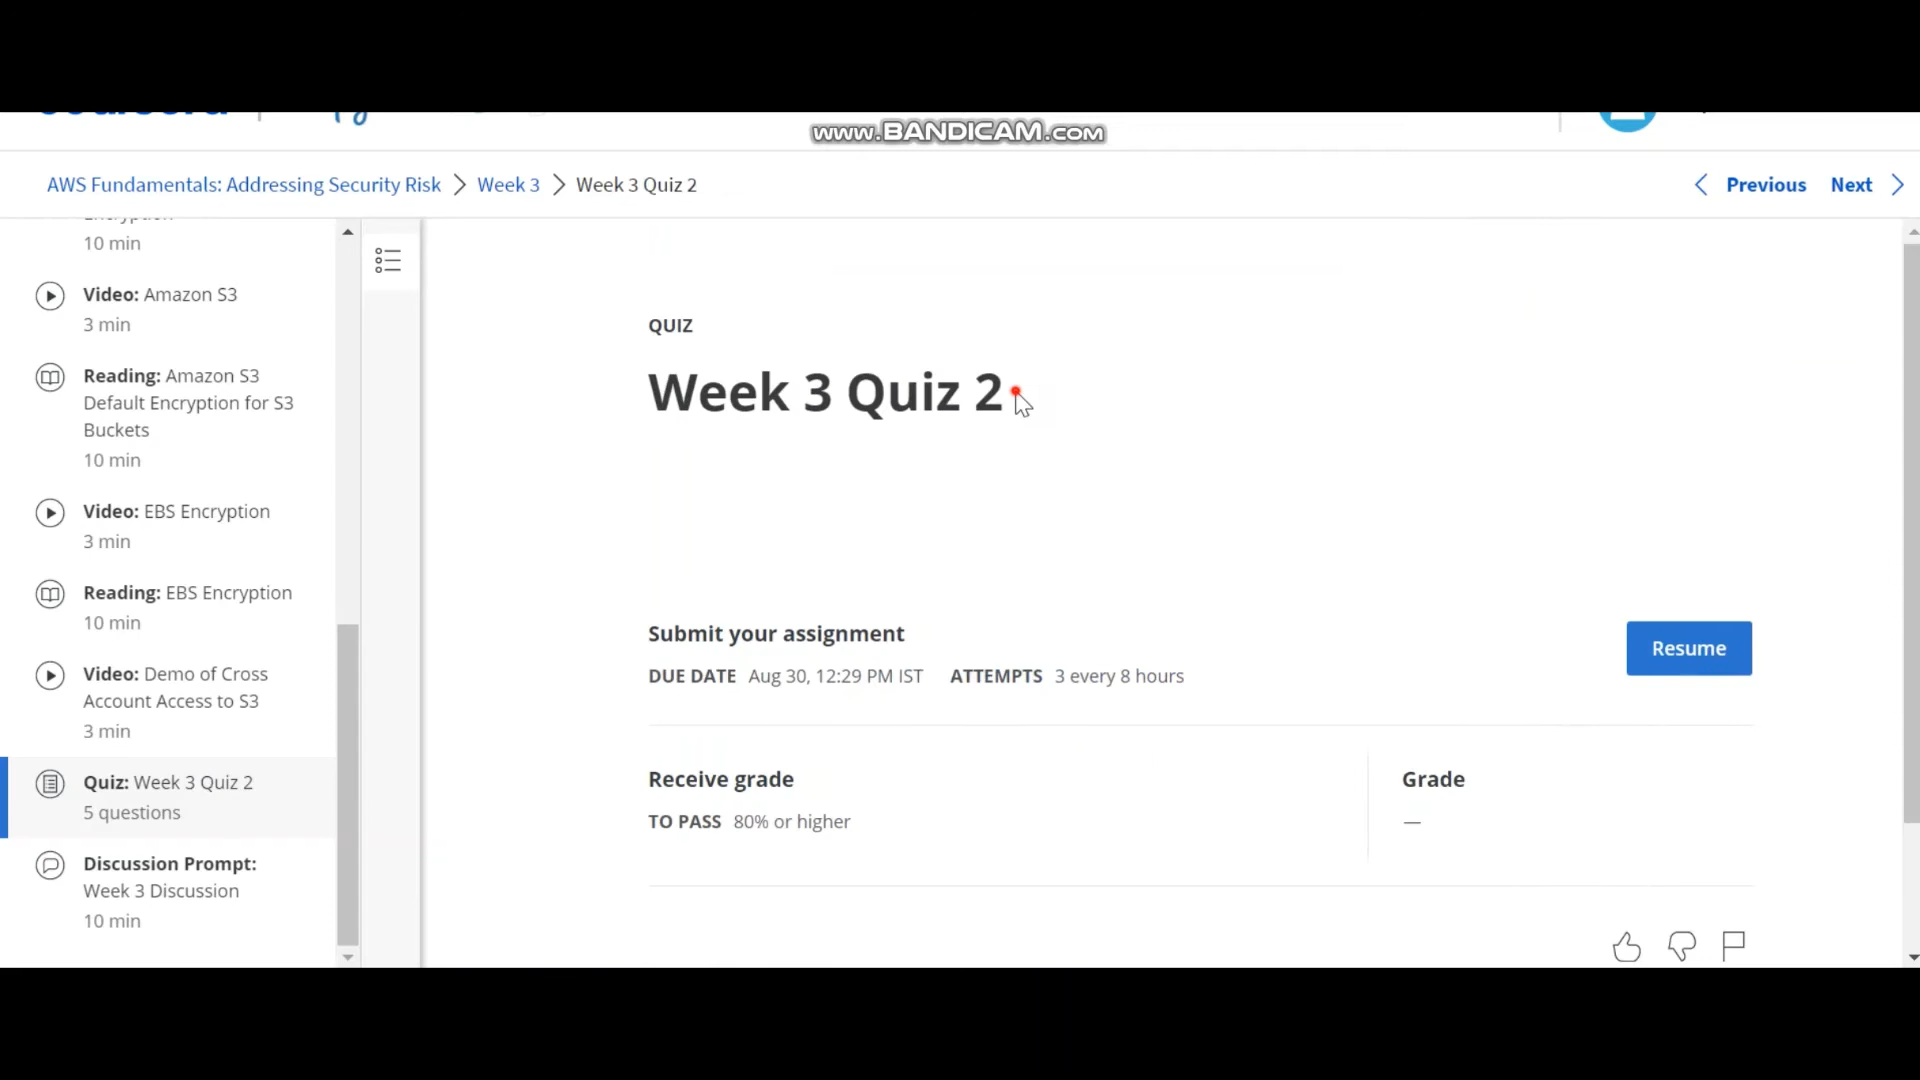 www.BANDICAM.com
AWS Fundamentals: Addressing Security Risk > Week 3 > Week 3 Quiz 2
Previous
Next
10 min
Video: Amazon S3
3 min
Reading: Amazon S3
Default Encryption for S3
Buckets
10 min
Video: EBS Encryption
3 min
Reading: EBS Encryption
10 min
Video: Demo of Cross
Account Access to S3
3 min
Quiz: Week 3 Quiz 2
5 questions
Discussion Prompt:
Week 3 Discussion
10 min
QUIZ
Week 3 Quiz 2
Submit your assignment
DUE DATE Aug 30, 12:29 PM IST ATTEMPTS 3 every 8 hours
Resume
Receive grade
TO PASS 80% or higher
Grade
—